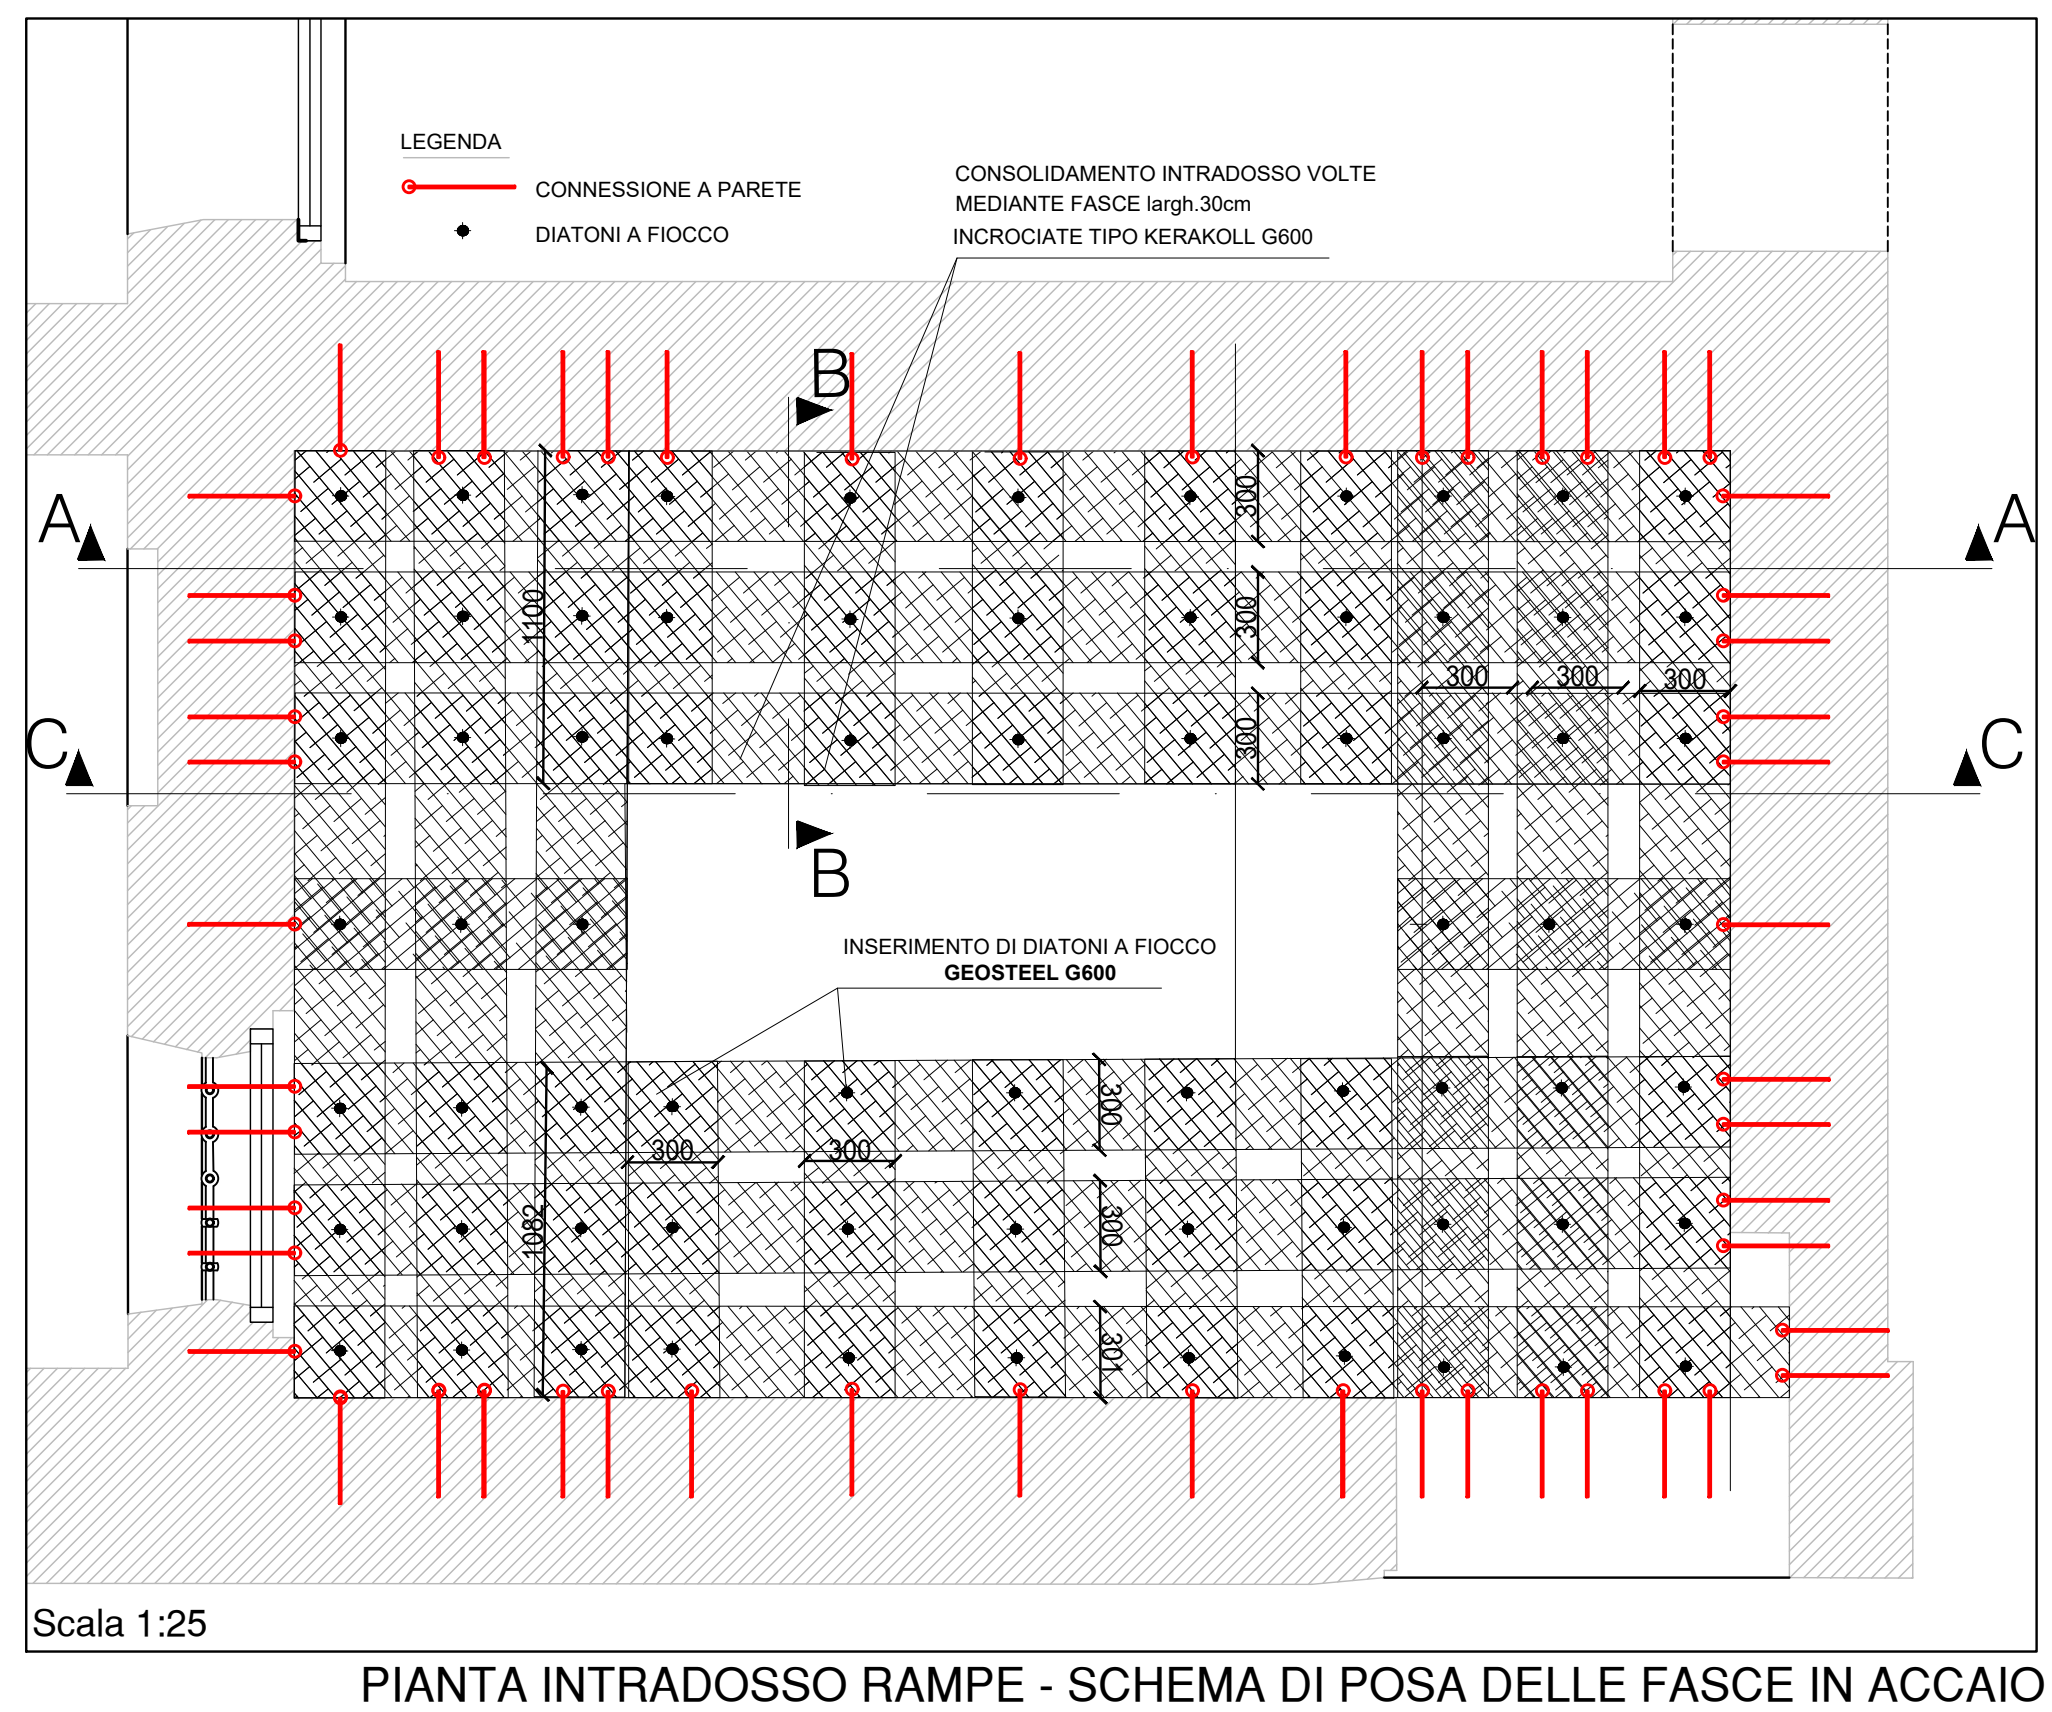 LEGENDA
CONNESSIONE A PARETE
DIATONI A FIOCCO
CONSOLIDAMENTO INTRADOSSO VOLTE
MEDIANTE FASCE largh.30cm
INCROCIATE TIPO KERAKOLL G600
B
A
A
300
1100
300
300
300
300
C
C
300
B
INSERIMENTO DI DIATONI A FIOCCO
GEOSTEEL G600
300
300
300
1082
300
301
Scala 1:25
PIANTA INTRADOSSO RAMPE - SCHEMA DI POSA DELLE FASCE IN ACCAIO